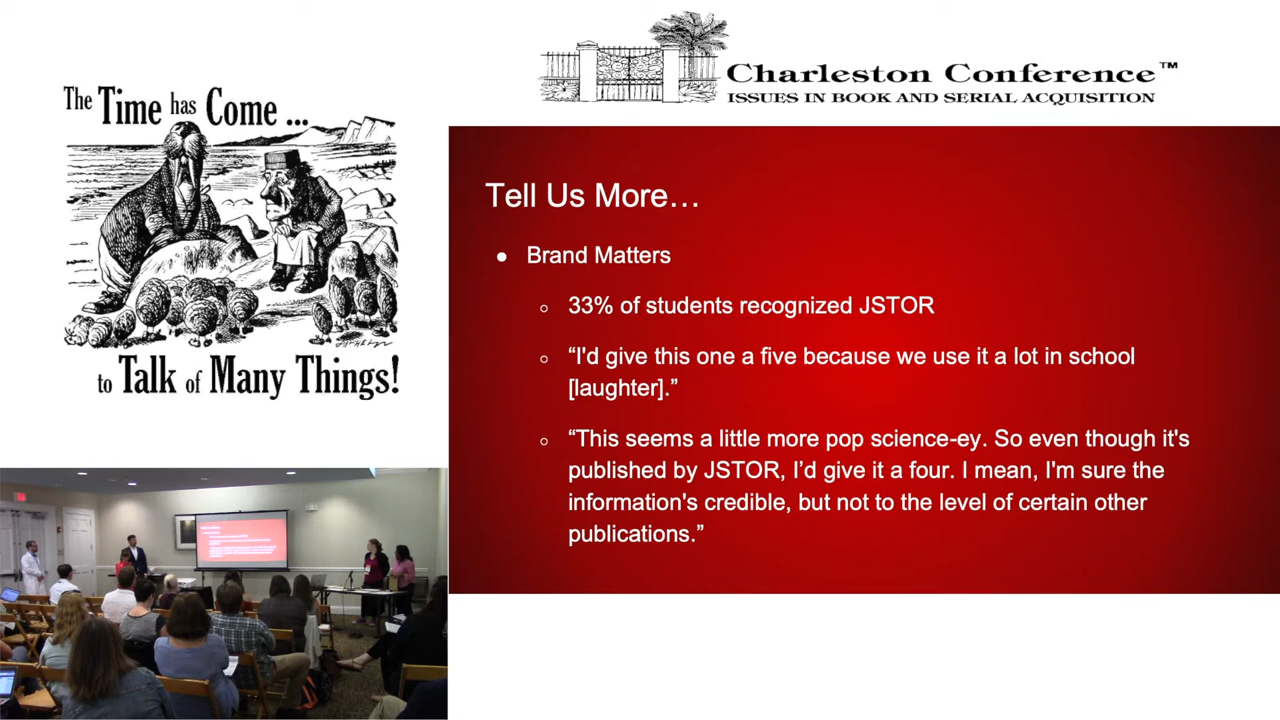 The Time has Come ...
to Talk of Many Things!
Charleston Conference™
ISSUES IN BOOK AND SERIAL ACQUISITION
Tell Us More…
● Brand Matters
○ 33% of students recognized JSTOR
○ “I'd give this one a five because we use it a lot in school
[laughter].”
○ “This seems a little more pop science-ey. So even though it's
published by JSTOR, I’d give it a four. I mean, I'm sure the
information's credible, but not to the level of certain other
publications.”
Tell Us More…